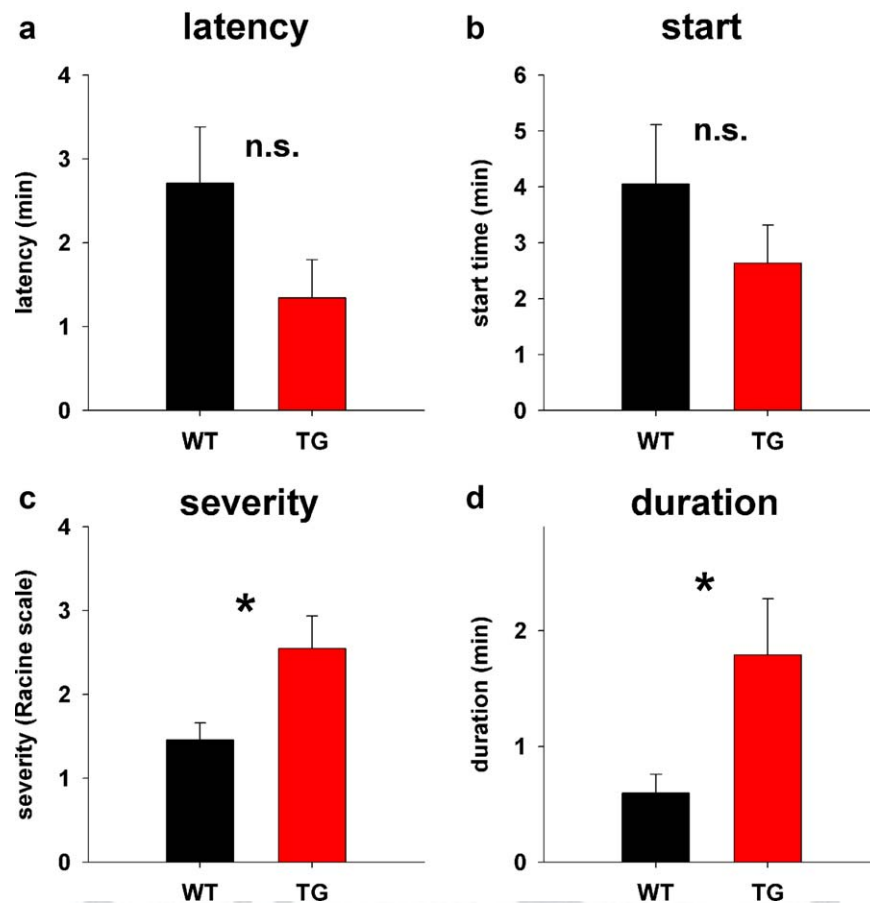 a latency
latency (min)
4
3
2
1
0
n.s.
WT TG
b start
start time (min)
6
5
4
3
2
1
0
n.s.
WT TG
c severity
severity (Racine scale)
4
3
2
1
0
*
WT TG
d duration
duration (min)
2
1
0
*
WT TG